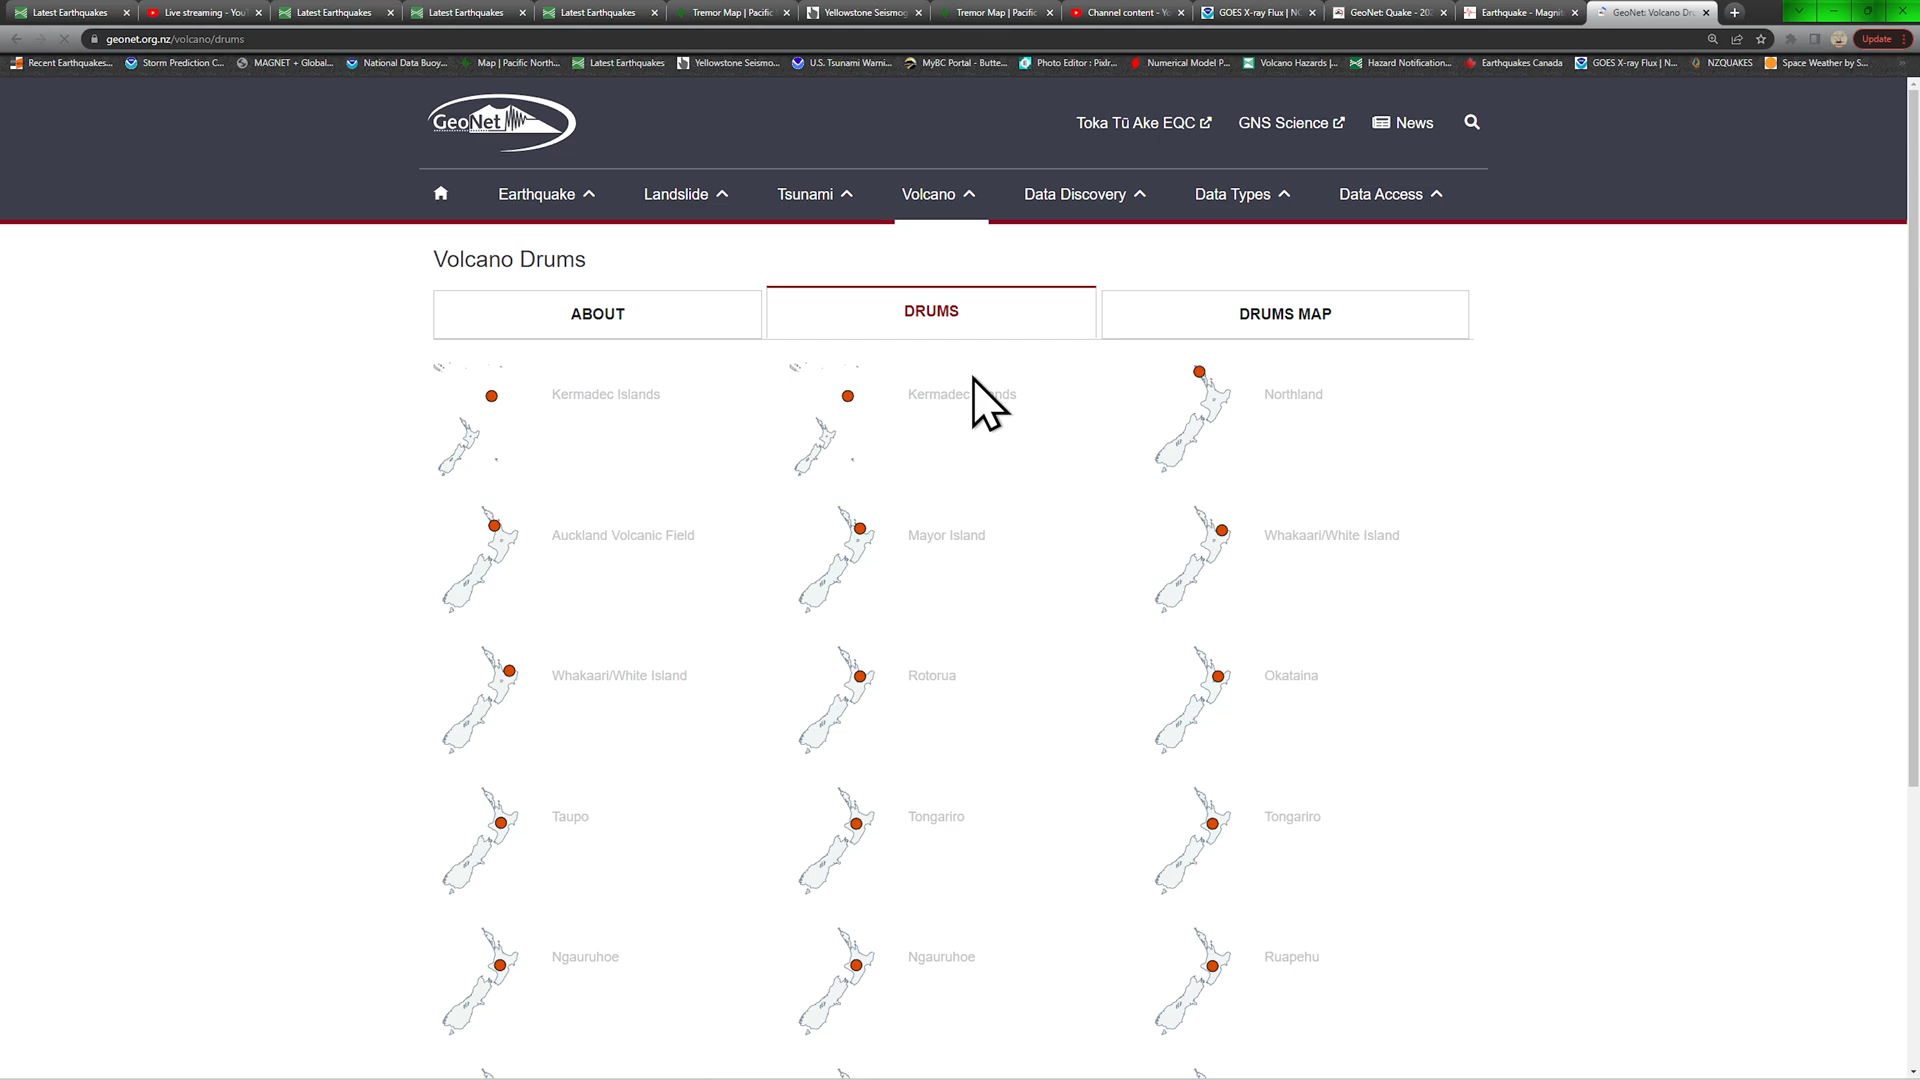 Latest Earthquakes
Live streaming - You
Latest Earthquakes
Latest Earthquakes
Latest Earthquakes
Tremor Map | Pacific
Yellowstone Seismog
Tremor Map | Pacific
Channel content - Yo
GOES X-ray Flux | NO
GeoNet: Quake - 202
Earthquake - Magnit
GeoNet: Volcano Dru
geonet.org.nz/volcano/drums
Update
Recent Earthquakes...
Storm Prediction C...
MAGNET + Global...
National Data Buoy...
Map | Pacific North...
Latest Earthquakes
Yellowstone Seismo...
U.S. Tsunami Warni...
MyBC Portal - Butte...
Photo Editor : Pixlr...
Numerical Model P...
Volcano Hazards |...
Hazard Notification...
Earthquakes Canada
GOES X-ray Flux | N...
NZQUAKES
Space Weather by S...
GeoNet
Toka Tū Ake EQC
GNS Science
News
Earthquake
Landslide
Tsunami
Volcano
Data Discovery
Data Types
Data Access
Volcano Drums
ABOUT
DRUMS
DRUMS MAP
Kermadec Islands
Kermadec nds
Northland
Auckland Volcanic Field
Mayor Island
Whakaari/White Island
Whakaari/White Island
Rotorua
Okataina
Taupo
Tongariro
Tongariro
Ngauruhoe
Ngauruhoe
Ruapehu